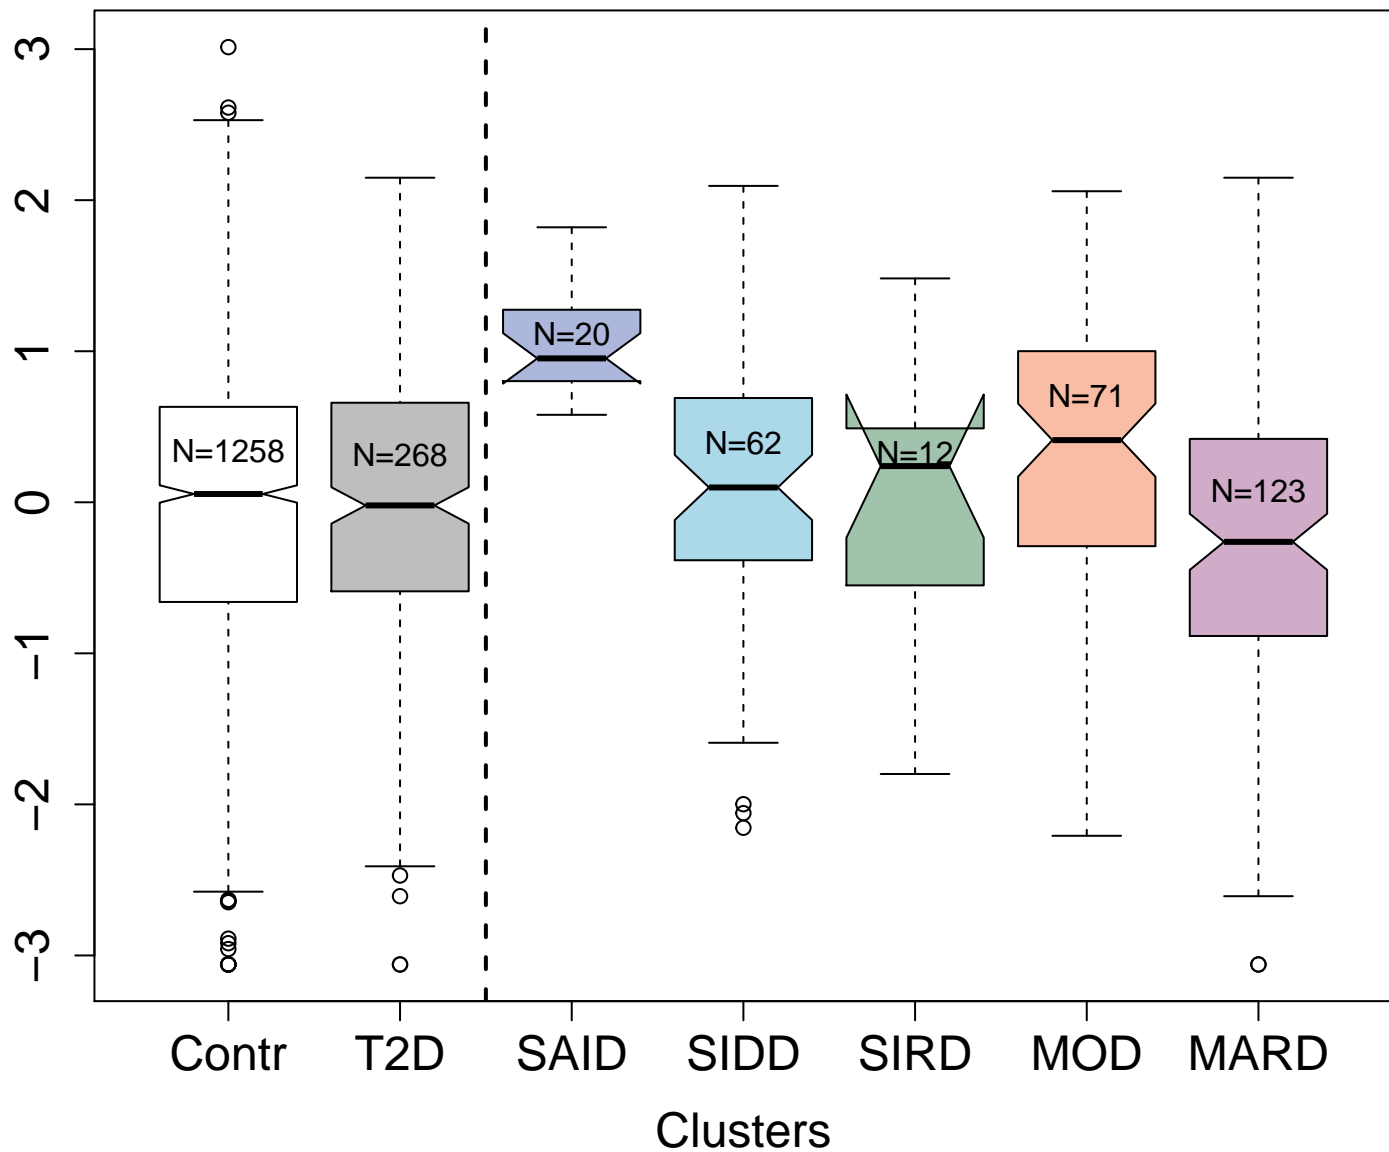 3
2
1
0
−1
−2
−3
N=1258
N=268
N=20
N=62
N=12
N=71
N=123
Contr T2D SAID SIDD SIRD MOD MARD
Clusters